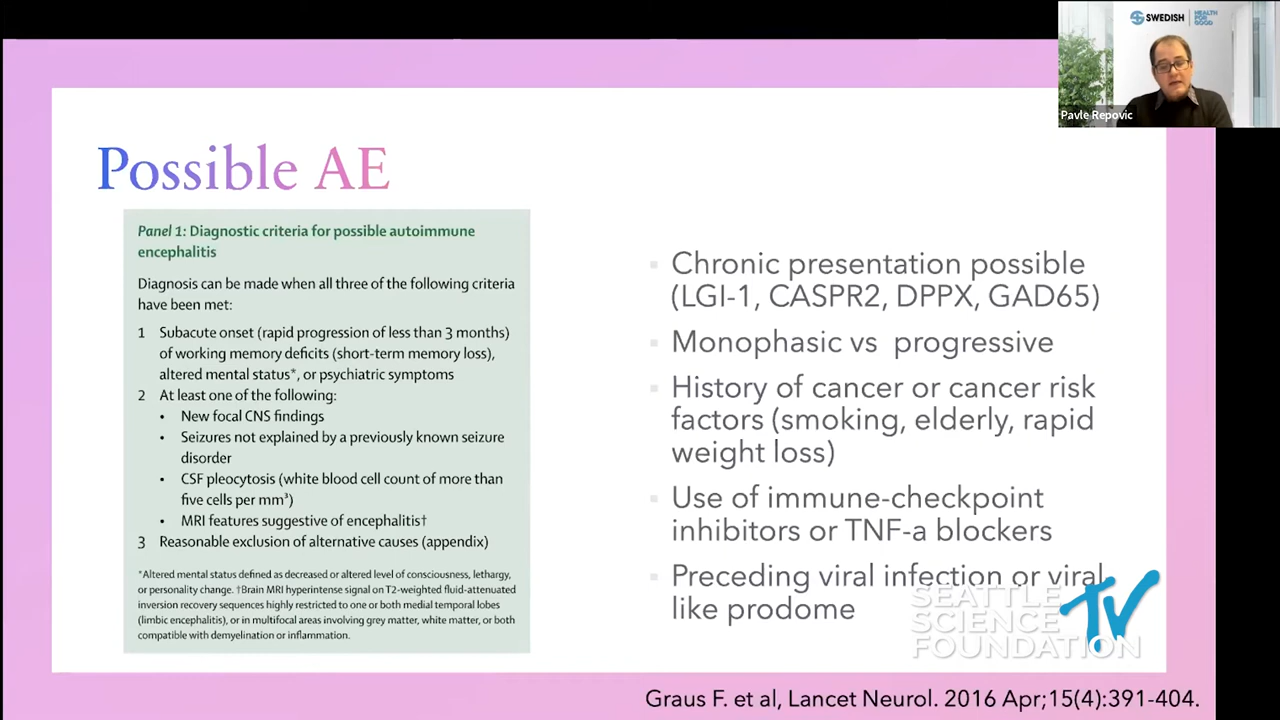 SWEDISH
HEALTH
FOR
GOOD
Pavle Repovic
Possible AE
Panel 1: Diagnostic criteria for possible autoimmune
encephalitis
Diagnosis can be made when all three of the following criteria
have been met:
1 Subacute onset (rapid progression of less than 3 months)
of working memory deficits (short-term memory loss),
altered mental status*, or psychiatric symptoms
2 At least one of the following:
• New focal CNS findings
• Seizures not explained by a previously known seizure
disorder
• CSF pleocytosis (white blood cell count of more than
five cells per mm³)
• MRI features suggestive of encephalitis†
3 Reasonable exclusion of alternative causes (appendix)
*Altered mental status defined as decreased or altered level of consciousness, lethargy,
or personality change. †Brain MRI hyperintense signal on T2-weighted fluid-attenuated
inversion recovery sequences highly restricted to one or both medial temporal lobes
(limbic encephalitis), or in multifocal areas involving grey matter, white matter, or both
compatible with demyelination or inflammation.
Chronic presentation possible
(LGI-1, CASPR2, DPPX, GAD65)
Monophasic vs progressive
History of cancer or cancer risk
factors (smoking, elderly, rapid
weight loss)
Use of immune-checkpoint
inhibitors or TNF-a blockers
Preceding viral infection or viral
like prodome
SEATTLE
SCIENCE
FOUNDATION
TV
Graus F. et al, Lancet Neurol. 2016 Apr;15(4):391-404.